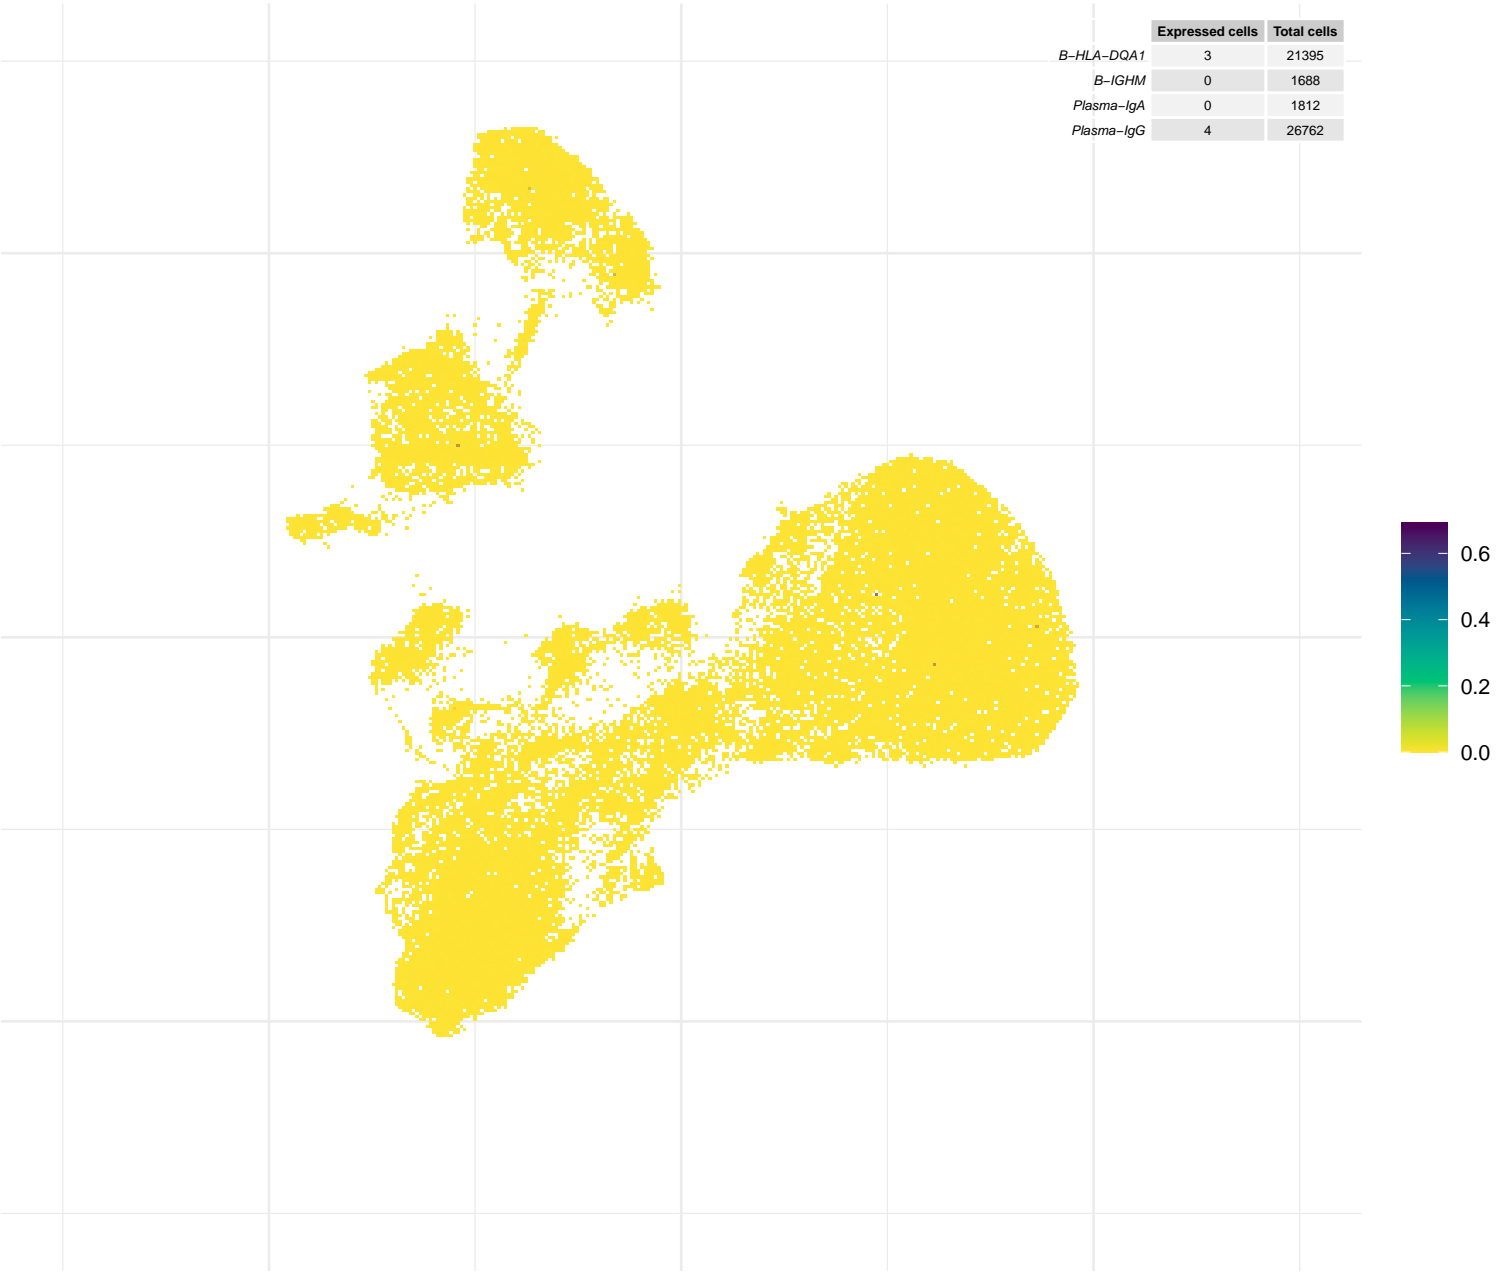 Expressed cells Total cells
B−HLA−DQA1 3 21395
B−IGHM 0 1688
Plasma−IgA 0 1812
Plasma−IgG 4 26762
0.6
0.4
0.2
0.0